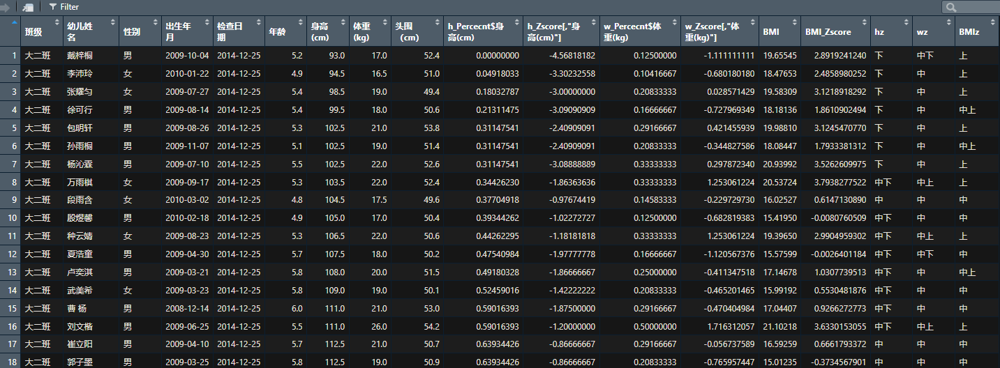 Filter
班级 幼儿姓名 性别 出生年月 检查日期 年龄 身高(cm) 体重(kg) 头围(cm) h_Percecnt$身高(cm) h_Zscore[,"身高(cm)"] w_Percecnt$体重(kg) w_Zscore[,"体重(kg)"] BMI BMI_Zscore hz wz BMIz
1 大二班 戴梓桐 男 2009-10-04 2014-12-25 5.2 93.0 17.0 52.4 0.00000000 -4.56818182 0.12500000 -1.111111111 19.65545 2.8919241240 下 中下 上
2 大二班 李沛玲 女 2010-01-22 2014-12-25 4.9 94.5 16.5 51.0 0.04918033 -3.30232558 0.10416667 -0.680180180 18.47653 2.4858980252 下 中 上
3 大二班 张耀匀 女 2009-07-27 2014-12-25 5.4 98.5 19.0 49.4 0.18032787 -3.00000000 0.20833333 0.028571429 19.58309 3.1218918292 下 中 上
4 大二班 徐可行 男 2009-08-14 2014-12-25 5.4 99.5 18.0 50.6 0.21311475 -3.09090909 0.16666667 -0.727969349 18.18136 1.8610902494 下 中 中上
5 大二班 包明轩 男 2009-08-26 2014-12-25 5.3 102.5 21.0 53.8 0.31147541 -2.40909091 0.29166667 0.421455939 19.98810 3.1245470770 下 中 上
6 大二班 孙雨桐 男 2009-11-07 2014-12-25 5.1 102.5 19.0 51.4 0.31147541 -2.40909091 0.20833333 -0.344827586 18.08447 1.7933381312 下 中 中上
7 大二班 杨沁霖 男 2009-07-10 2014-12-25 5.5 102.5 22.0 52.6 0.31147541 -3.08888889 0.33333333 0.297872340 20.93992 3.5262609975 下 中 上
8 大二班 万雨棋 女 2009-09-17 2014-12-25 5.3 103.5 22.0 52.4 0.34426230 -1.86363636 0.33333333 1.253061224 20.53724 3.7938277522 中下 中上 上
9 大二班 段雨含 女 2010-03-02 2014-12-25 4.8 104.5 17.5 49.6 0.37704918 -0.97674419 0.14583333 -0.229729730 16.02527 0.6147130890 中 中 中
10 大二班 殷煜馨 男 2010-02-18 2014-12-25 4.9 105.0 17.0 50.4 0.39344262 -1.02272727 0.12500000 -0.682819383 15.41950 -0.0080760509 中下 中 中
11 大二班 种云婧 女 2009-08-23 2014-12-25 5.3 106.5 22.0 50.6 0.44262295 -1.18181818 0.33333333 1.253061224 19.39650 2.9904959302 中下 中上 上
12 大二班 夏浩童 男 2009-04-30 2014-12-25 5.7 107.5 18.0 50.2 0.47540984 -1.97777778 0.16666667 -1.120567376 15.57599 -0.0026401184 中下 中下 中
13 大二班 卢奕淇 男 2009-03-21 2014-12-25 5.8 108.0 20.0 51.5 0.49180328 -1.86666667 0.25000000 -0.411347518 17.14678 1.0307739513 中下 中 中上
14 大二班 武美希 女 2009-03-23 2014-12-25 5.8 109.0 19.0 50.1 0.52459016 -1.42222222 0.20833333 -0.465201465 15.99192 0.5530481876 中下 中 中
15 大二班 曹 杨 男 2008-12-14 2014-12-25 6.0 111.0 21.0 53.0 0.59016393 -1.87500000 0.29166667 -0.470404984 17.04407 0.9266272773 中下 中 中
16 大二班 刘文楷 男 2009-06-25 2014-12-25 5.5 111.0 26.0 54.2 0.59016393 -1.20000000 0.50000000 1.716312057 21.10218 3.6330153055 中下 中上 上
17 大二班 崔立阳 男 2009-04-10 2014-12-25 5.7 112.5 21.0 50.7 0.63934426 -0.86666667 0.29166667 -0.056737589 16.59259 0.6661793372 中 中 中
18 大二班 郭子墨 男 2009-03-25 2014-12-25 5.8 112.5 19.0 50.9 0.63934426 -0.86666667 0.20833333 -0.765957447 15.01235 -0.3734567901 中 中 中